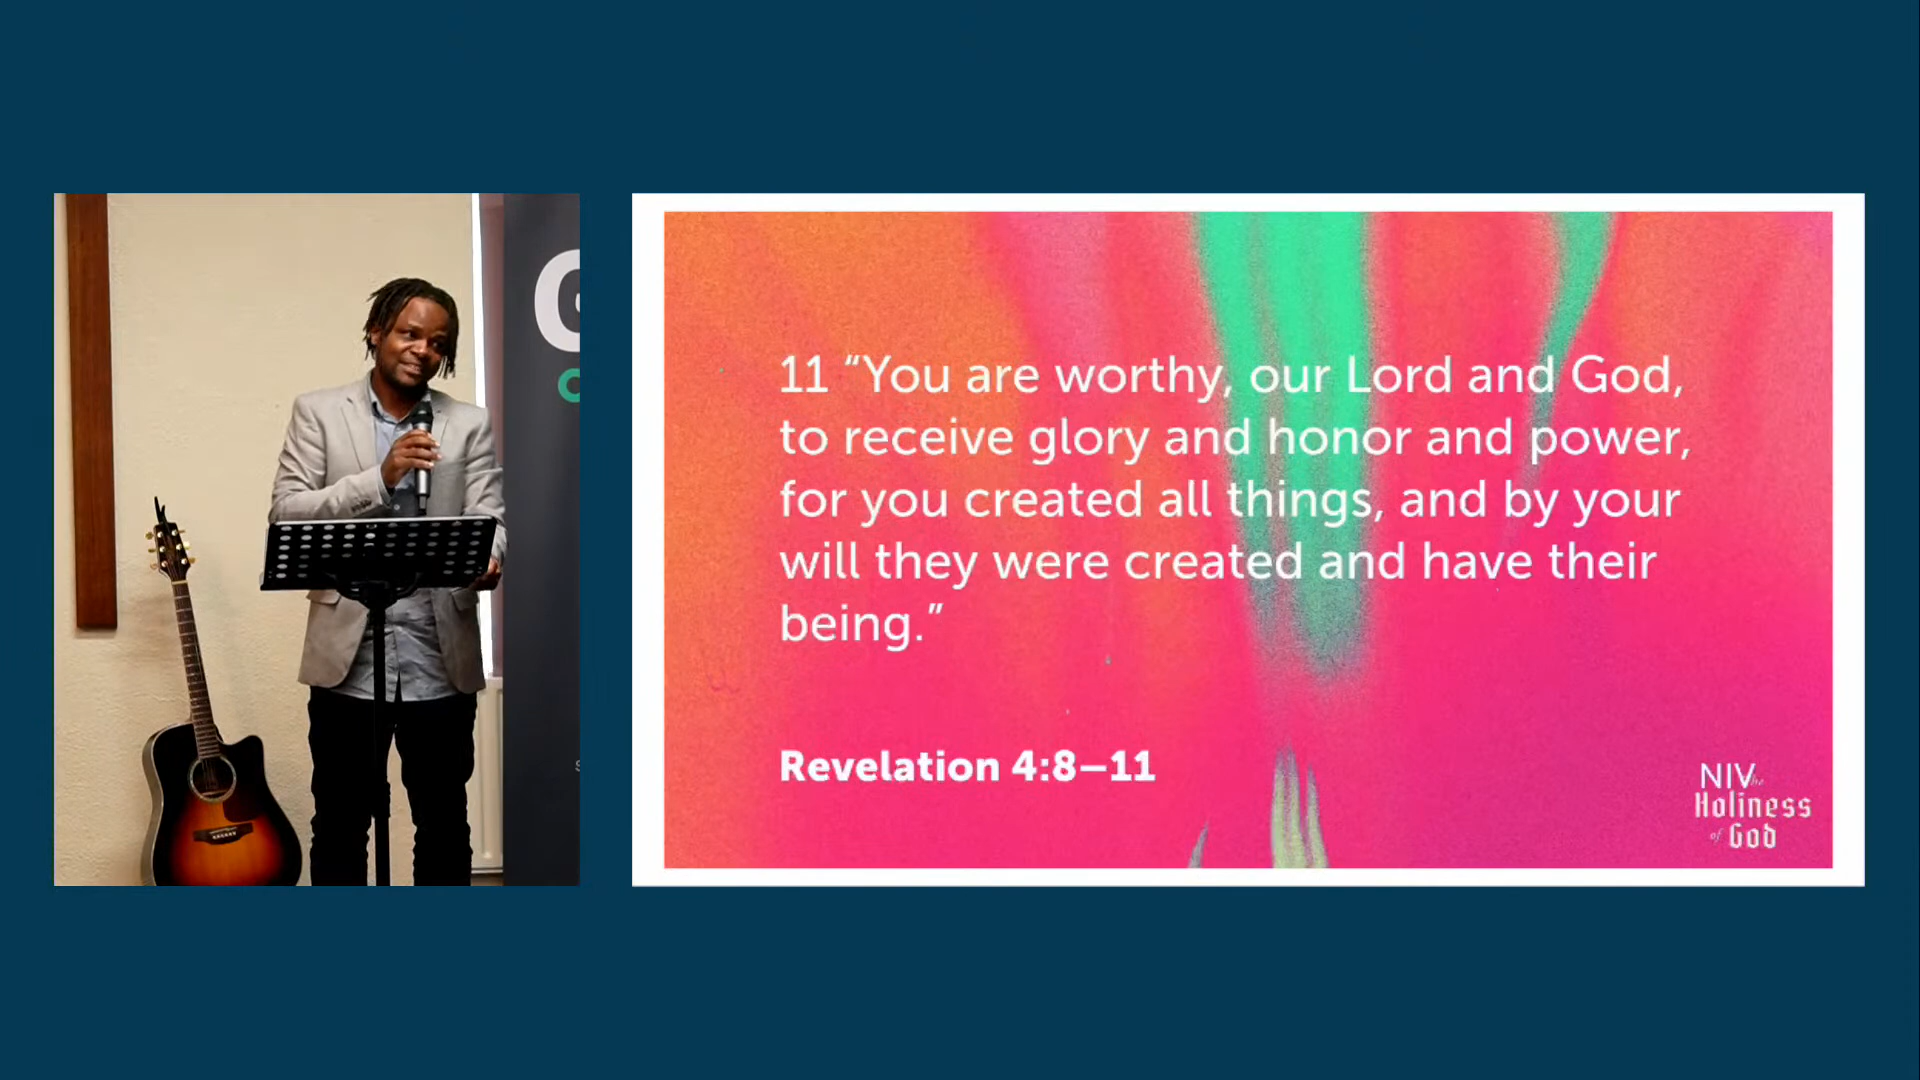 11 “You are worthy, our Lord and God,
to receive glory and honor and power,
for you created all things, and by your
will they were created and have their
being.”
Revelation 4:8–11
NIV
the
Holiness
of God